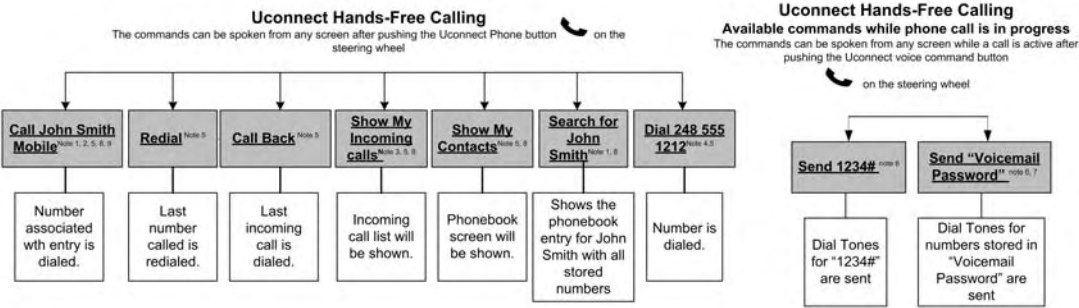 Uconnect Hands-Free Calling
The commands can be spoken from any screen after pushing the Uconnect Phone button on the
steering wheel
Call John Smith
Mobile Note 1, 2, 5, 8, 9
Number
associated
wth entry is
dialed.
Redial Note 5
Last
number
called is
redialed.
Call Back Note 5
Last
incoming
call is
dialed.
Show My
Incoming
calls Note 3, 5, 8
Incoming
call list will
be shown.
Show My
Contacts Note 5, 8
Phonebook
screen will
be shown.
Search for
John
Smith Note 1, 8
Shows the
phonebook
entry for John
Smith with all
stored
numbers
Dial 248 555
1212 Note 4,5
Number is
dialed.
Uconnect Hands-Free Calling
Available commands while phone call is in progress
The commands can be spoken from any screen while a call is active after
pushing the Uconnect voice command button
on the steering wheel
Send 1234# note 6
Dial Tones
for “1234#”
are sent
Send “Voicemail
Password” note 6, 7
Dial Tones for
numbers stored in
“Voicemail
Password” are
sent